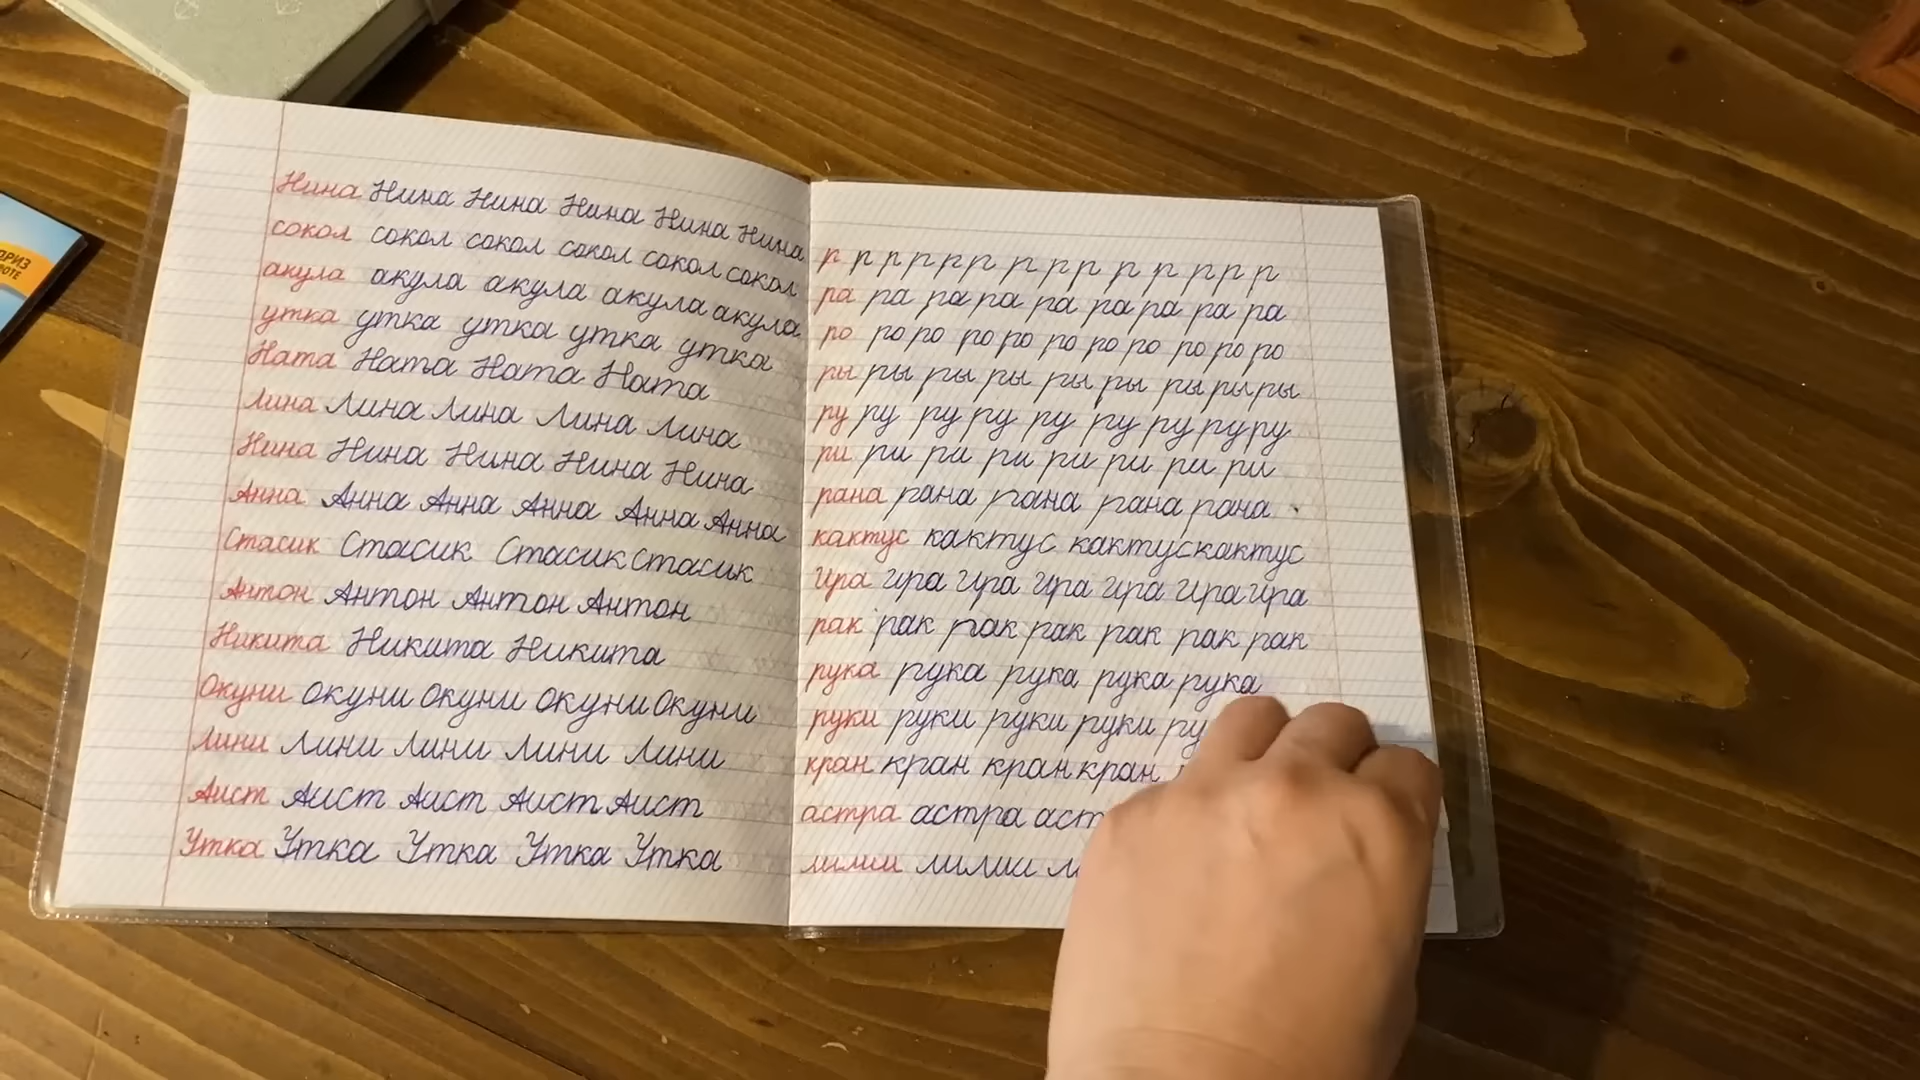 Нина Нина Нина Нина Нина Нина
сокол сокол сокол сокол сокол сокол
акула акула акула акула акула
утка утка утка утка утка
Ната Ната Ната Ната
Лина Лина Лина Лина Лина
Нина Нина Нина Нина Нина
Анна Анна Анна Анна Анна Анна
Стасик Стасик Стасик Стасик
Антон Антон Антон Антон
Никита Никита Никита
Окуни Окуни Окуни Окуни Окуни
Лини Лини Лини Лини Лини
Аист Аист Аист Аист Аист
Утка Утка Утка Утка Утка
р р р р р р р р р р р р р р
ра ра ра ра ра ра ра ра ра
ро ро ро ро ро ро ро ро ро ро ро
ры ры ры ры ры ры ры ры ры
ру ру ру ру ру ру ру ру ру
ри ри ри ри ри ри ри ри
рана рана рана рана рана
кактус кактус кактус кактус
Ира Ира Ира Ира Ира Ира Ира
рак рак рак рак рак рак рак
рука рука рука рука рука
руки руки руки руки ру
кран кран кран кран
астра астра аст
лилии лилии